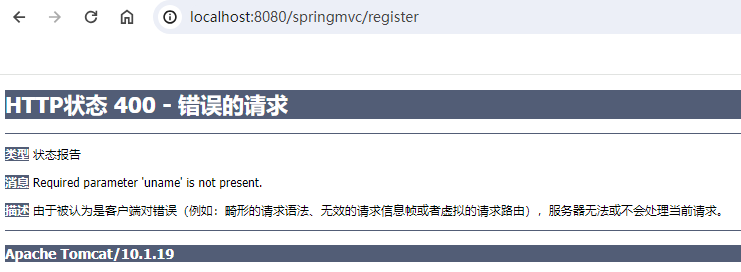 localhost:8080/springmvc/register
HTTP状态 400 - 错误的请求
类型 状态报告
消息 Required parameter 'uname' is not present.
描述 由于被认为是客户端对错误（例如：畸形的请求语法、无效的请求信息帧或者虚拟的请求路由），服务器无法或不会处理当前请求。
Apache Tomcat/10.1.19